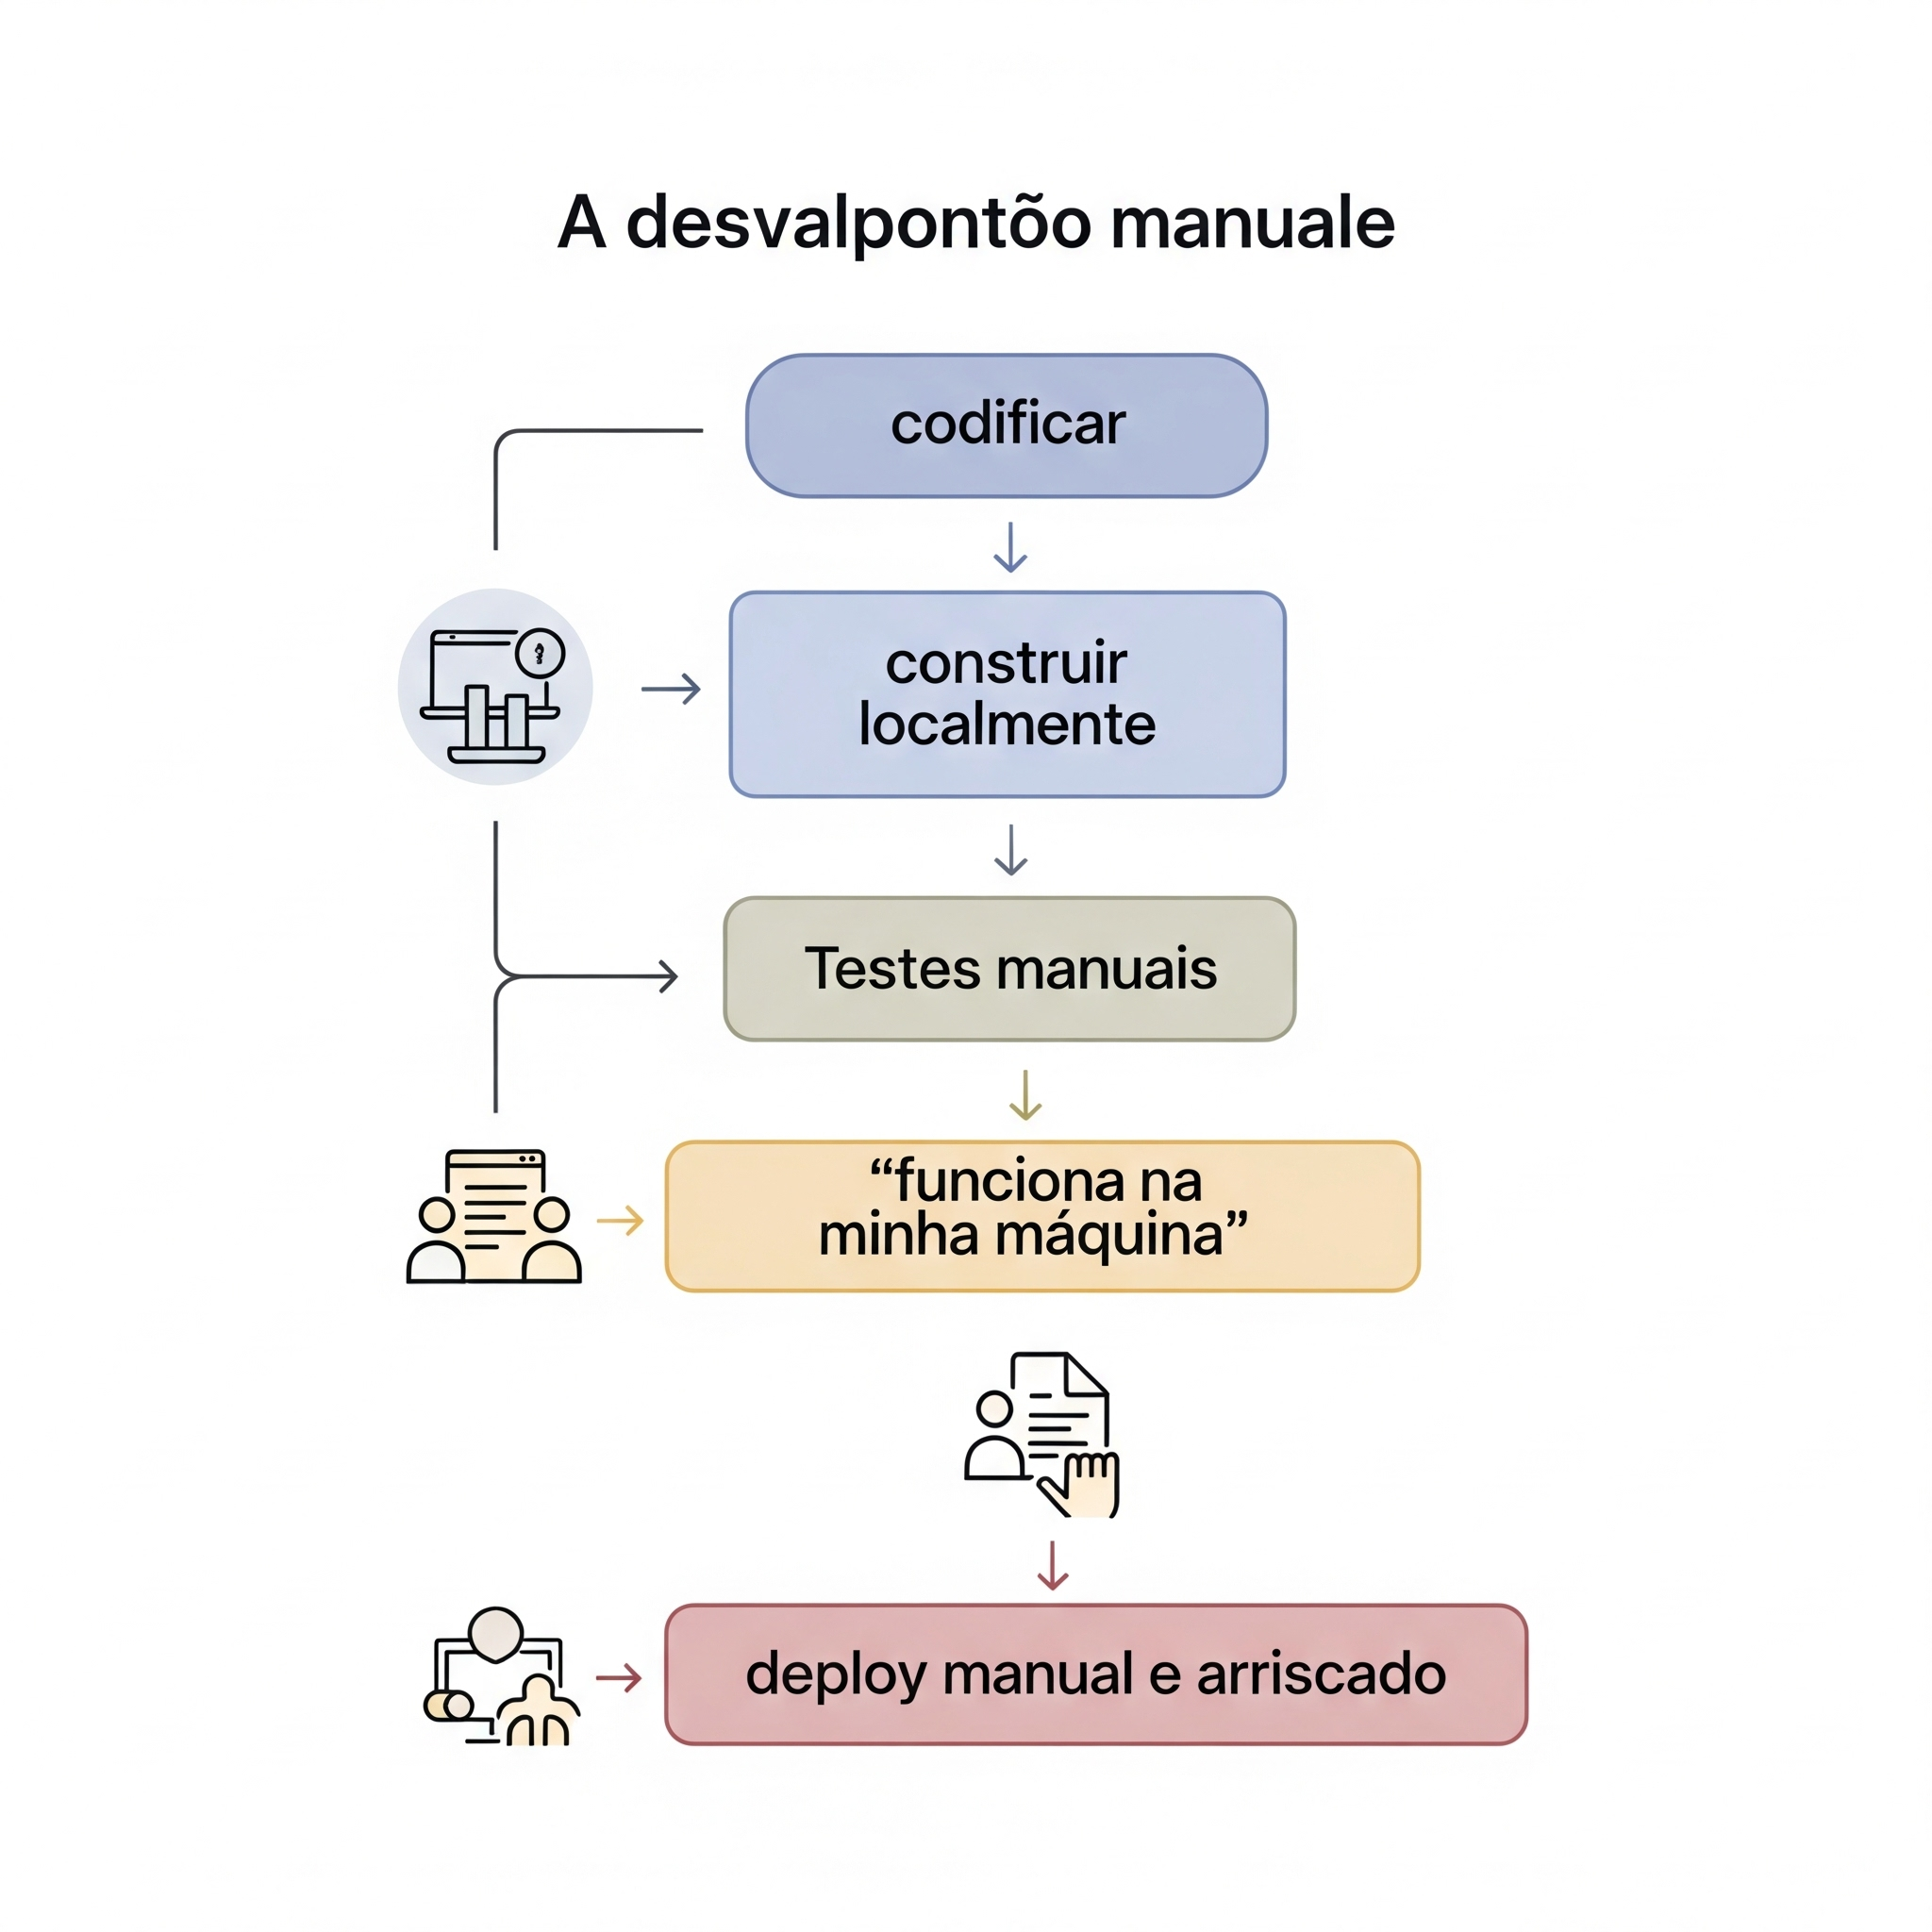 A desvalpontõo manuale
codificar
construir
localmente
Testes manuais
“funciona na
minha máquina”
deploy manual e arriscado